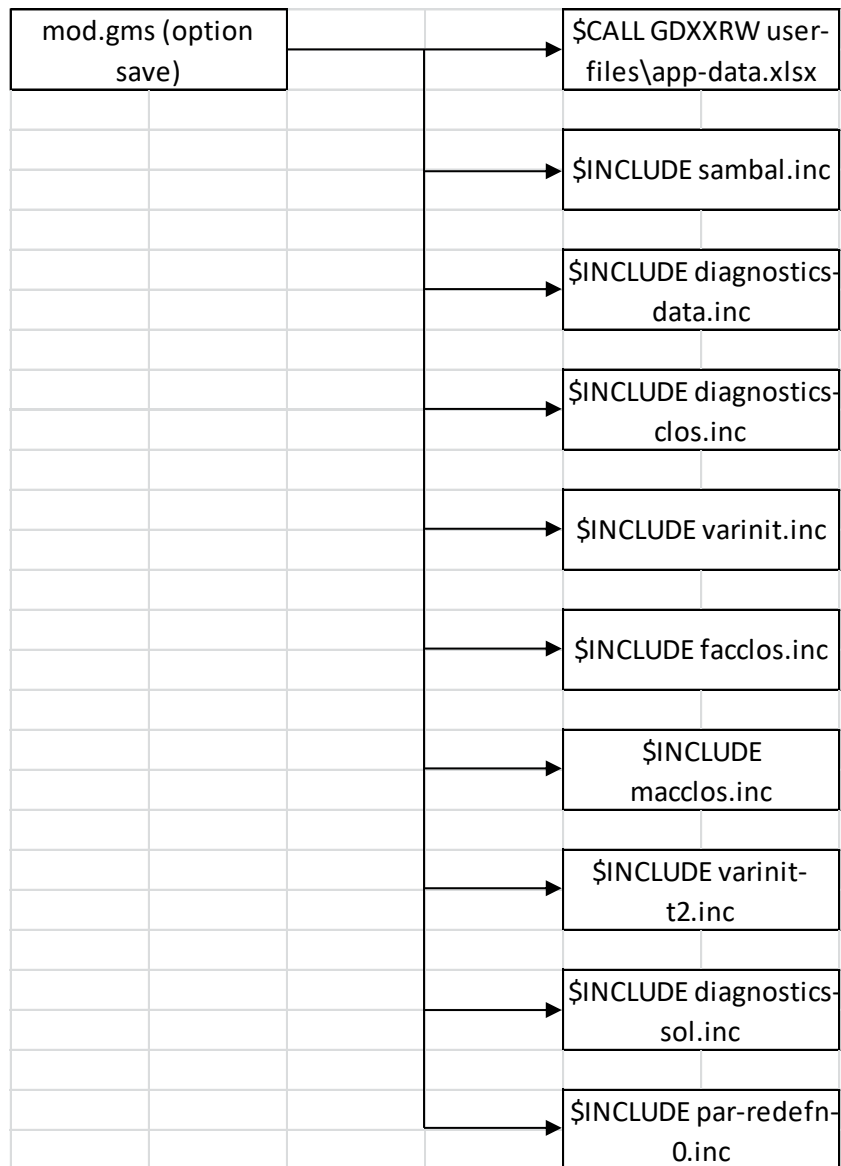 mod.gms (option
save)
$CALL GDXXRW user-
files\app-data.xlsx
$INCLUDE sambal.inc
$INCLUDE diagnostics-
data.inc
$INCLUDE diagnostics-
clos.inc
$INCLUDE varinit.inc
$INCLUDE facclos.inc
$INCLUDE
macclos.inc
$INCLUDE varinit-
t2.inc
$INCLUDE diagnostics-
sol.inc
$INCLUDE par-redefn-
0.inc